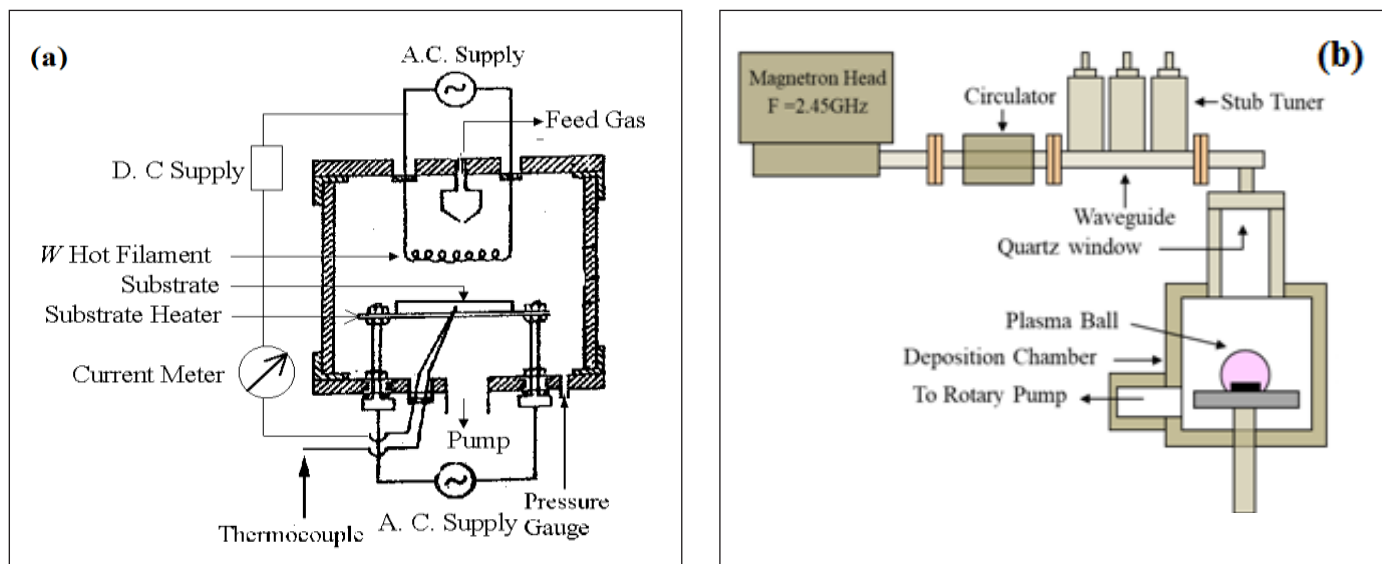 (a)
A.C. Supply
Feed Gas
D. C Supply
W Hot Filament
Substrate
Substrate Heater
Current Meter
Pump
Pressure
Gauge
A. C. Supply
Thermocouple
(b)
Magnetron Head
F =2.45GHz
Circulator
Stub Tuner
Waveguide
Quartz window
Plasma Ball
Deposition Chamber
To Rotary Pump